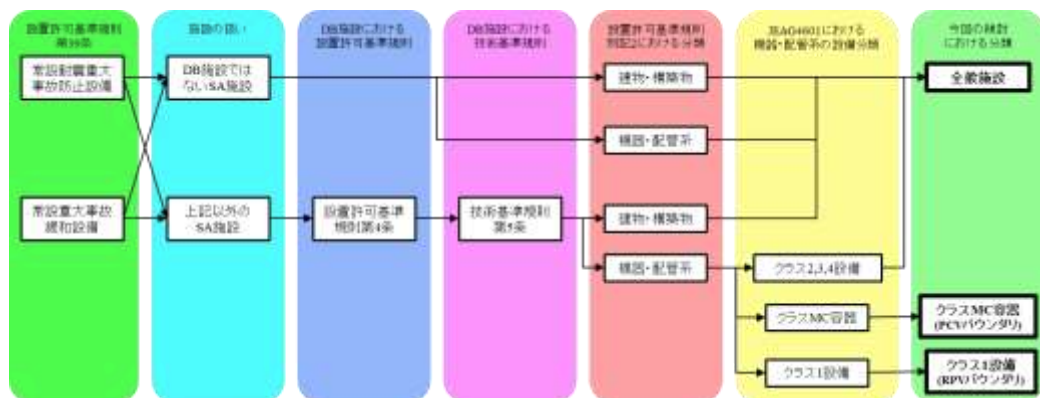 設置許可基準規則
第39条
常設耐震重大
事故防止設備
常設重大事故
緩和設備
施設の扱い
DB施設では
ないSA施設
上記以外の
SA施設
DB施設における
設置許可基準規則
設置許可基準
規則第4条
DB施設における
技術基準規則
技術基準規則
第5条
設置許可基準規則
別記2における分類
建物・構築物
機器・配管系
建物・構築物
機器・配管系
JEAG4601における
機器・配管系の設備分類
クラス2,3,4設備
クラスMC容器
クラス1設備
今回の検討
における分類
全般施設
クラスMC容器
(PCVバウンダリ)
クラス1設備
(RPVバウンダリ)